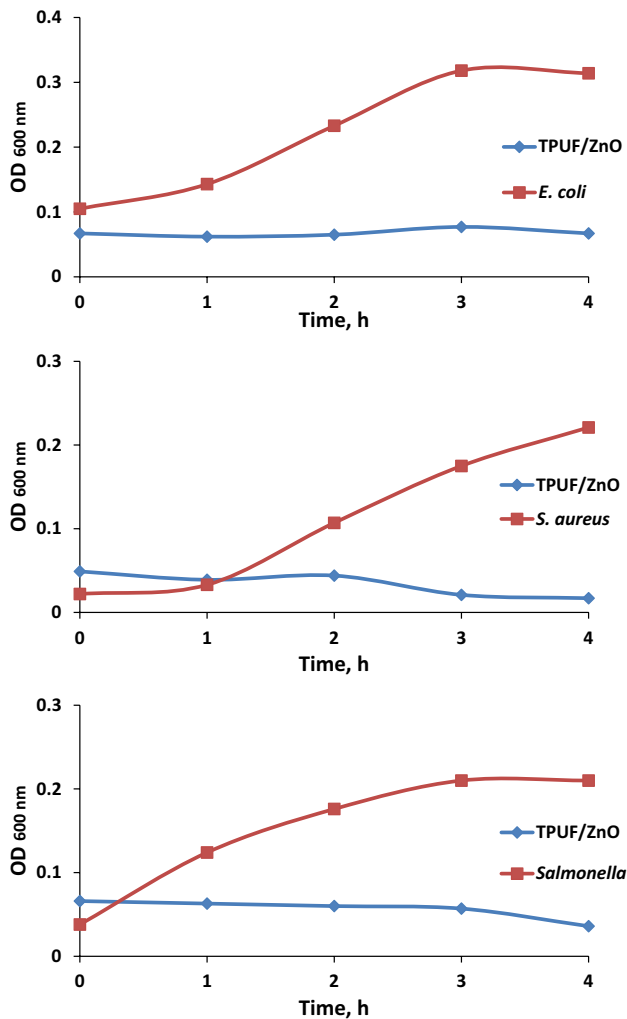 0.4
0.3
0.2
0.1
0
OD 600 nm
TPUF/ZnO
E. coli
0 1 2 3 4
Time, h
0.3
0.2
0.1
0
OD 600 nm
TPUF/ZnO
S. aureus
0 1 2 3 4
Time, h
0.3
0.2
0.1
0
OD 600 nm
TPUF/ZnO
Salmonella
0 1 2 3 4
Time, h